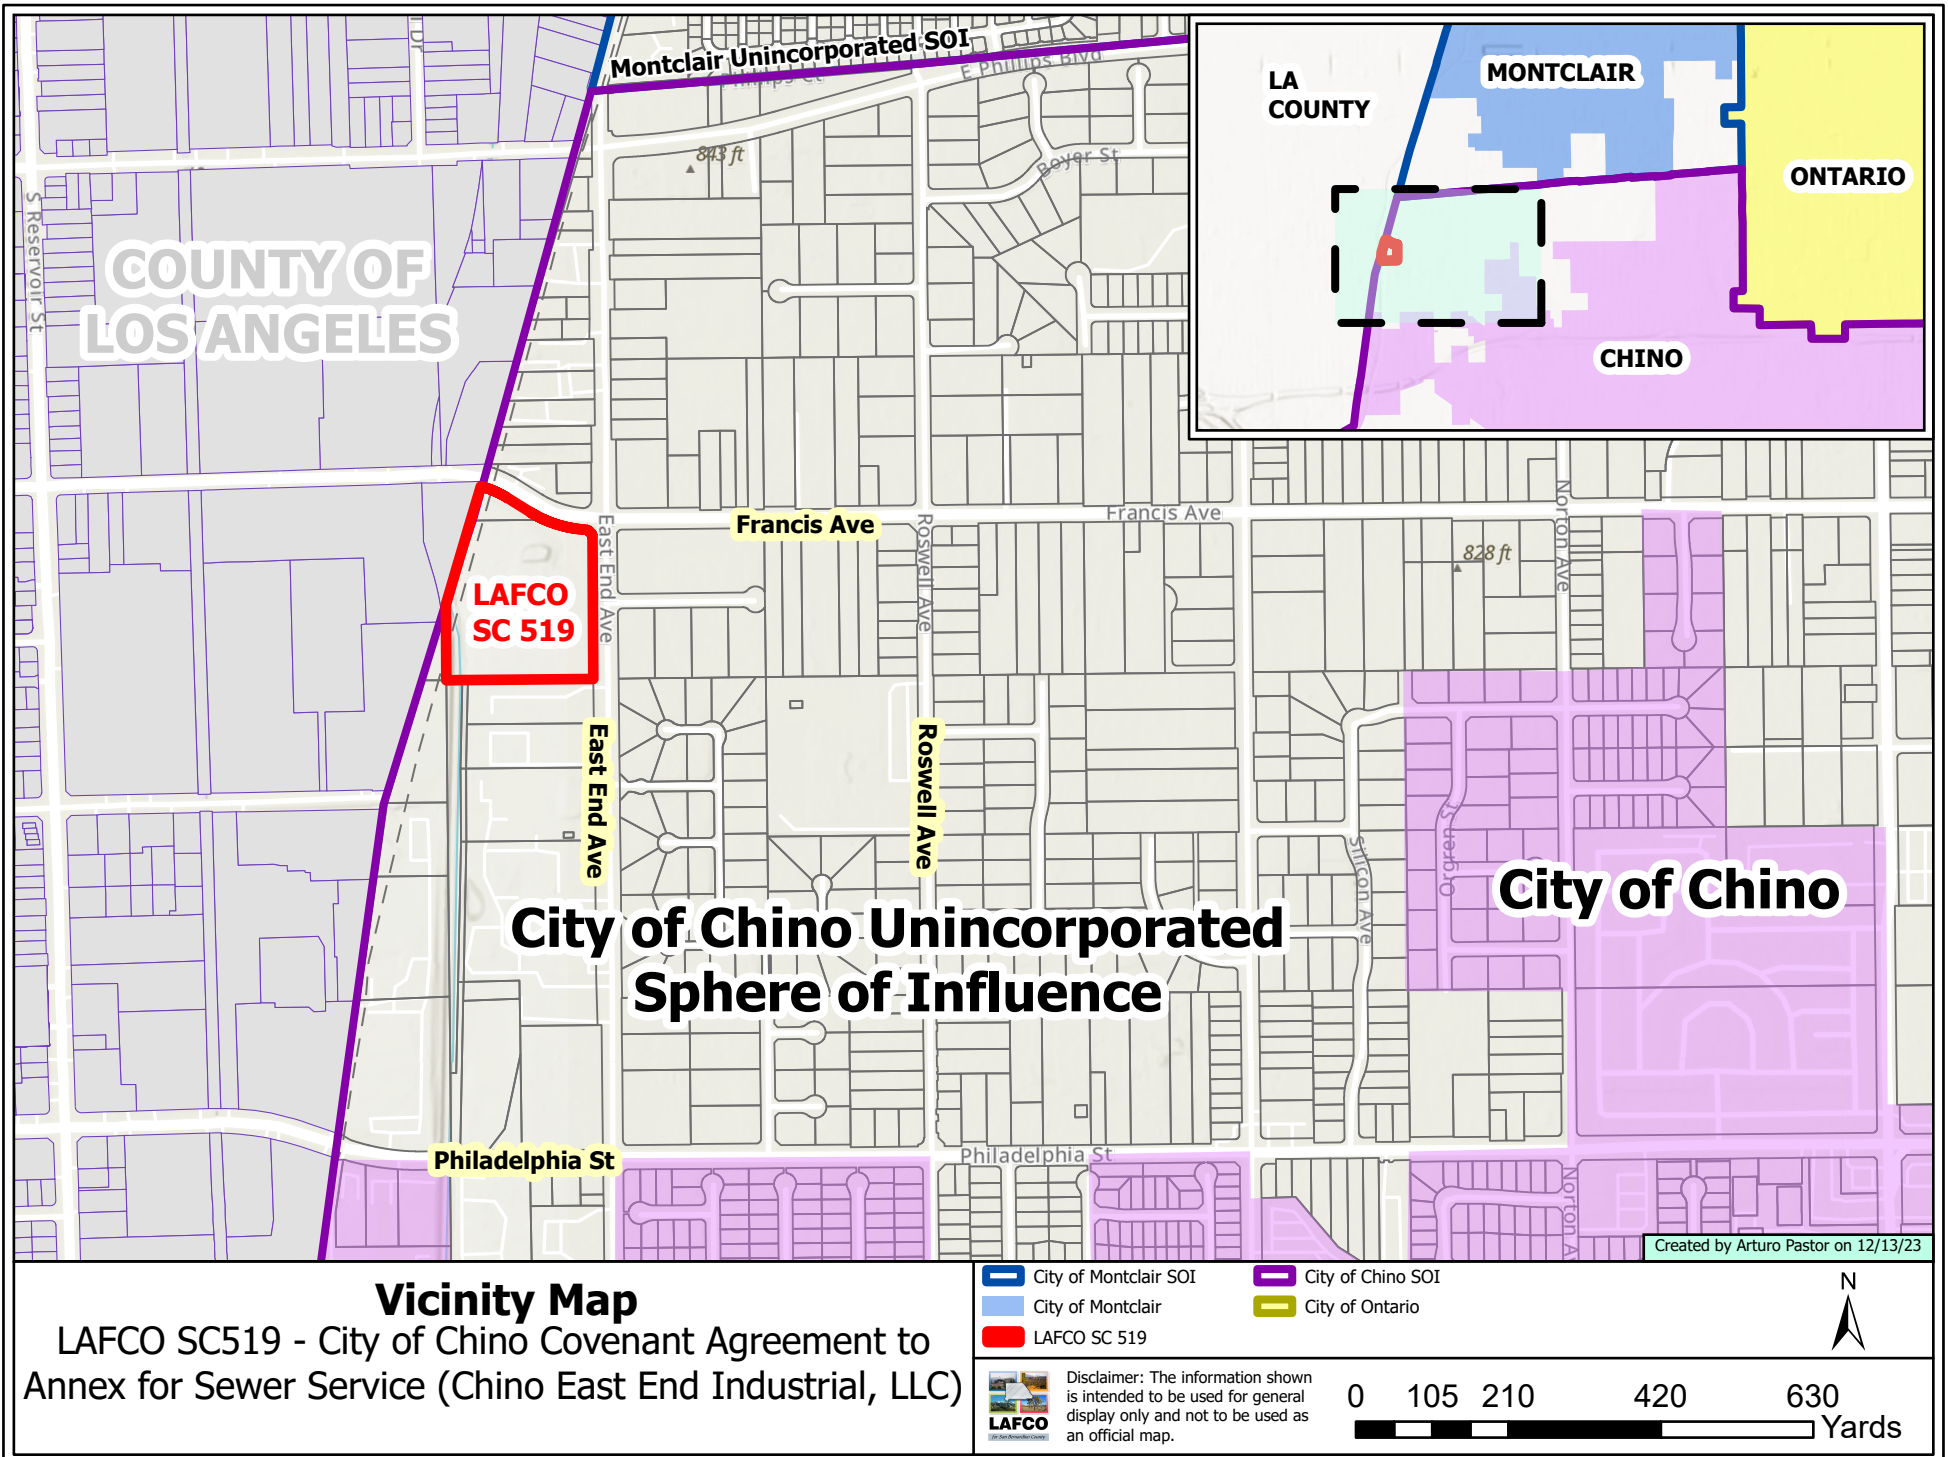 Montclair Unincorporated SOI
E Phillips Blvd
843 ft
Boyer St
S Reservoir St
COUNTY OF
LOS ANGELES
LA
COUNTY
MONTCLAIR
ONTARIO
CHINO
Francis Ave
Francis Ave
East End Ave
Roswell Ave
Norton Ave
828 ft
LAFCO
SC 519
East End Ave
Roswell Ave
Silicon Ave
Orgren St
City of Chino
City of Chino Unincorporated
Sphere of Influence
Philadelphia St
Philadelphia St
Created by Arturo Pastor on 12/13/23
Vicinity Map
LAFCO SC519 - City of Chino Covenant Agreement to
Annex for Sewer Service (Chino East End Industrial, LLC)
City of Montclair SOI
City of Chino SOI
City of Montclair
City of Ontario
LAFCO SC 519
N
LAFCO
for San Bernardino County
Disclaimer: The information shown
is intended to be used for general
display only and not to be used as
an official map.
0 105 210 420 630
Yards